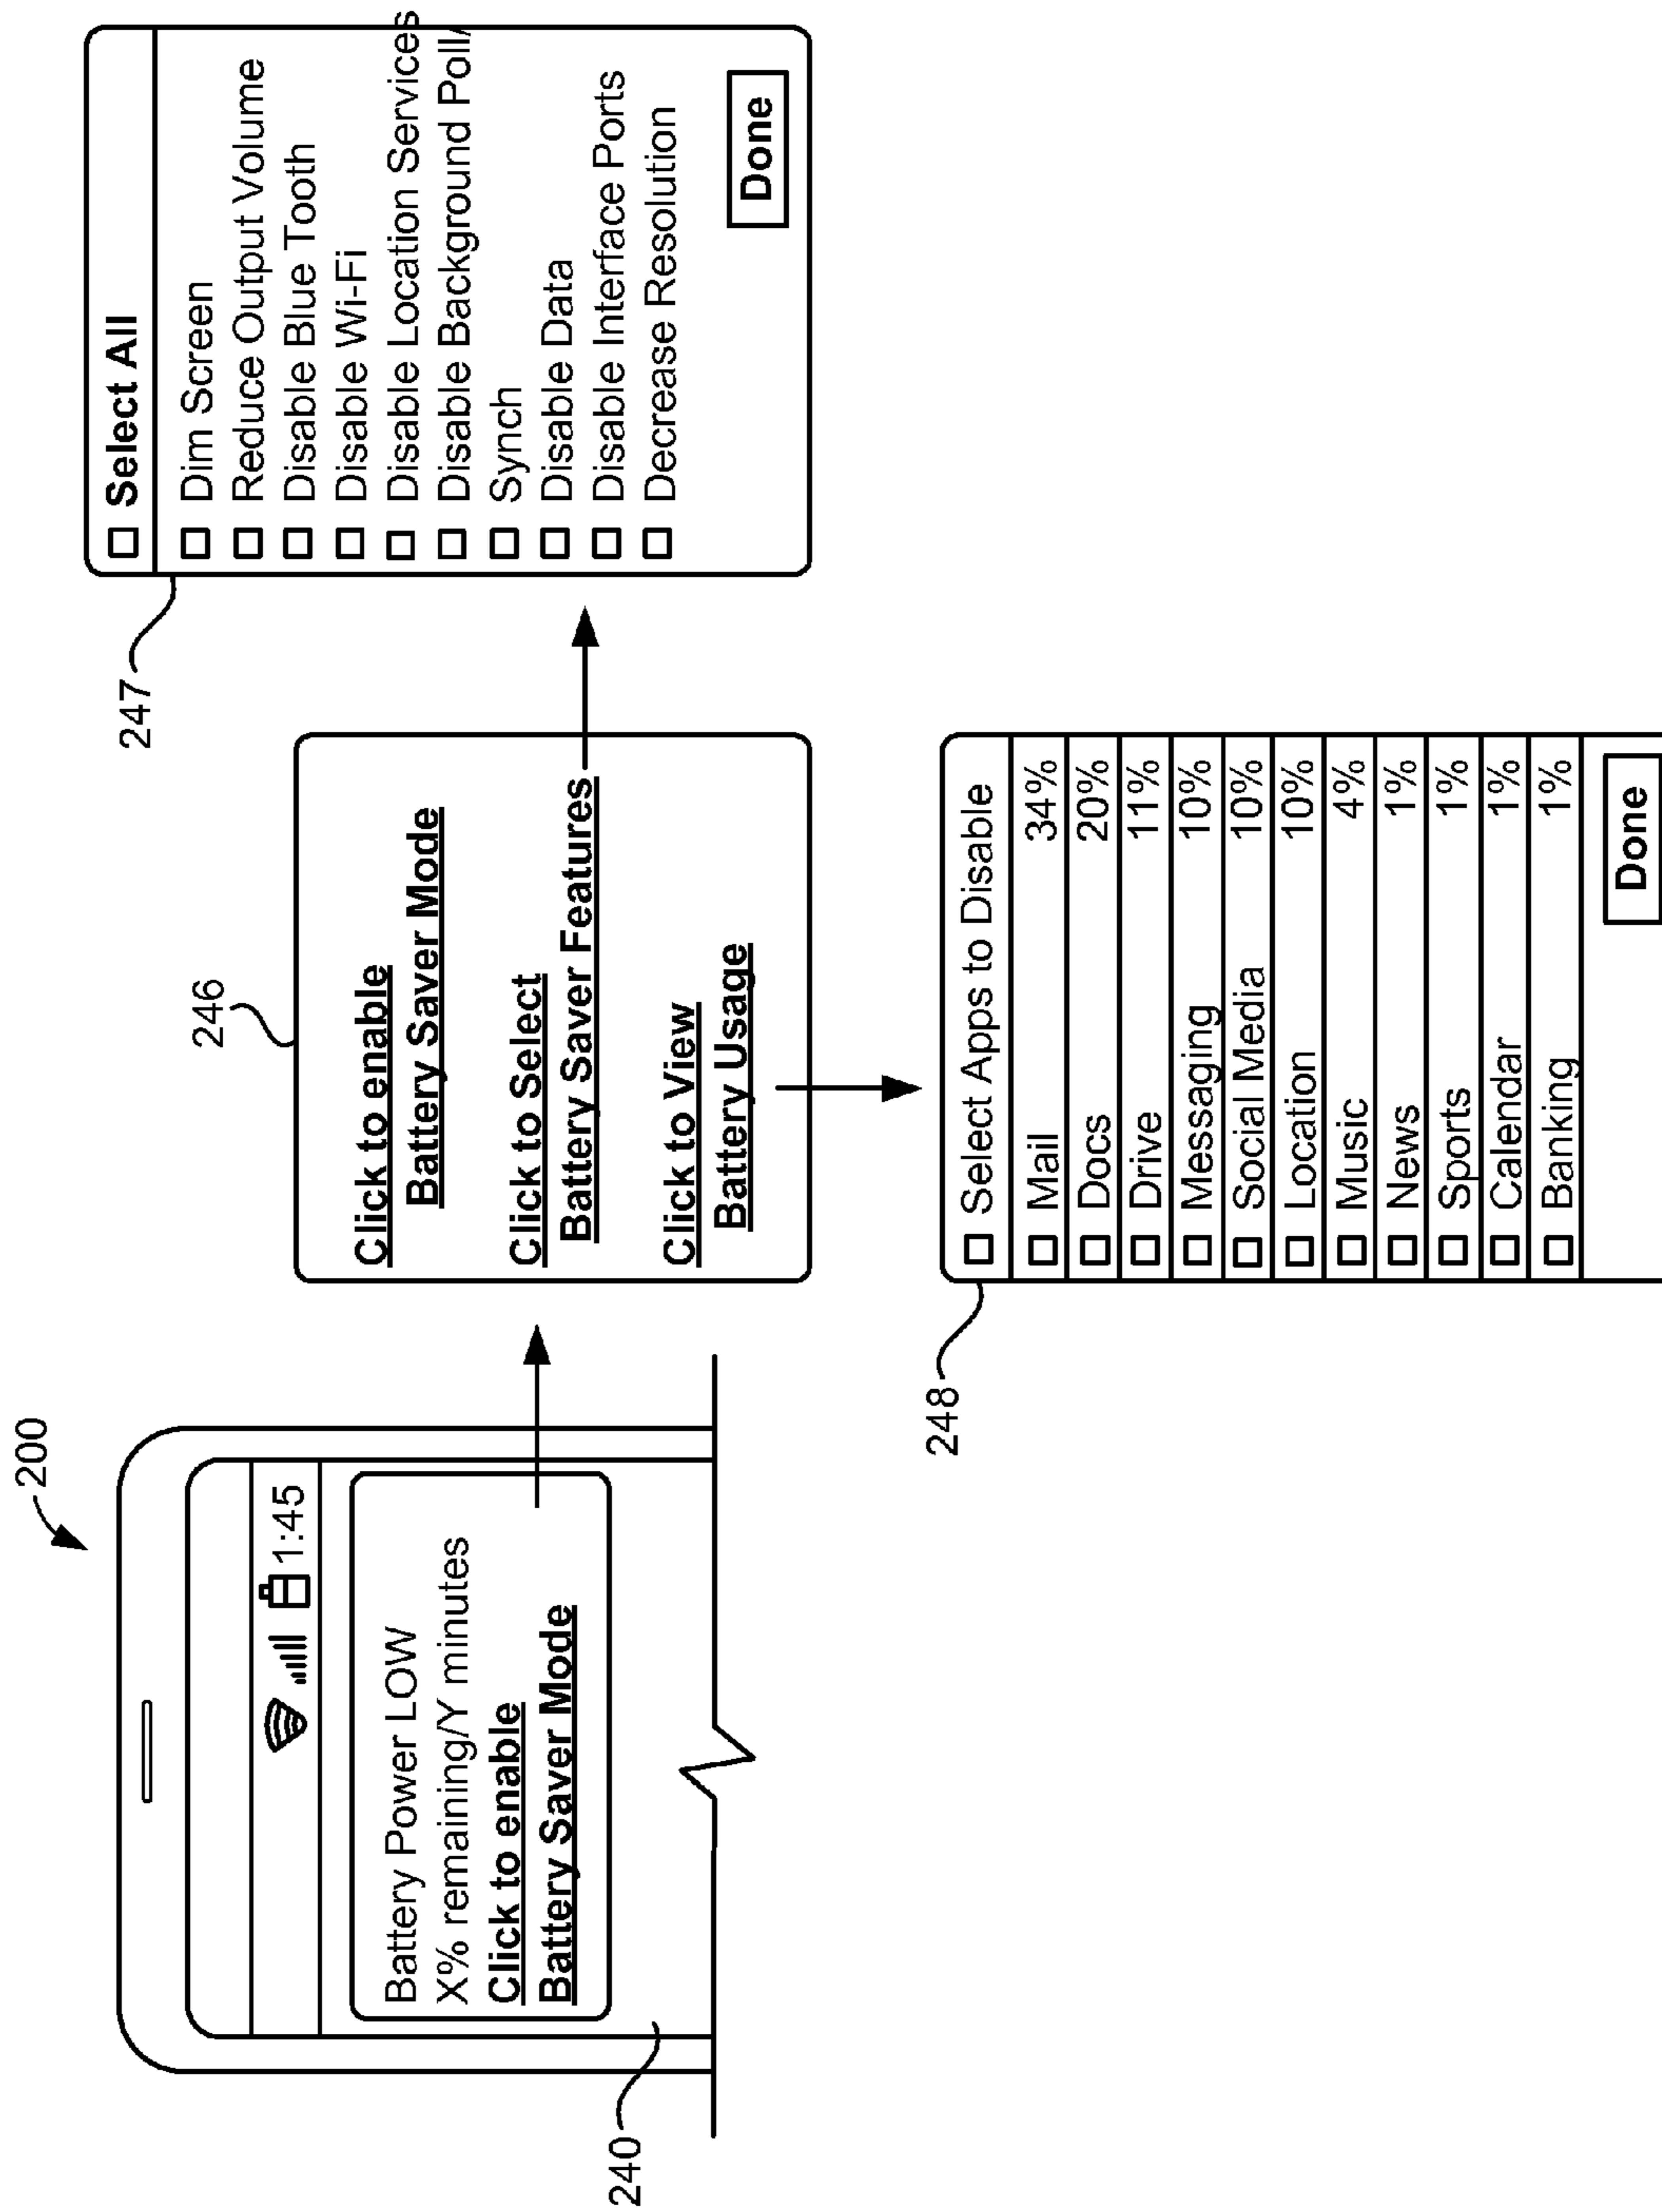 200
1:45
Battery Power LOW
X% remaining/Y minutes
Click to enable
Battery Saver Mode
240
246
Click to enable
Battery Saver Mode
Click to Select
Battery Saver Features
Click to View
Battery Usage
247
Select All
Dim Screen
Reduce Output Volume
Disable Blue Tooth
Disable Wi-Fi
Disable Location Services
Disable Background Poll/
Synch
Disable Data
Disable Interface Ports
Decrease Resolution
Done
248
Select Apps to Disable
Mail 34%
Docs 20%
Drive 11%
Messaging 10%
Social Media 10%
Location 10%
Music 4%
News 1%
Sports 1%
Calendar 1%
Banking 1%
Done